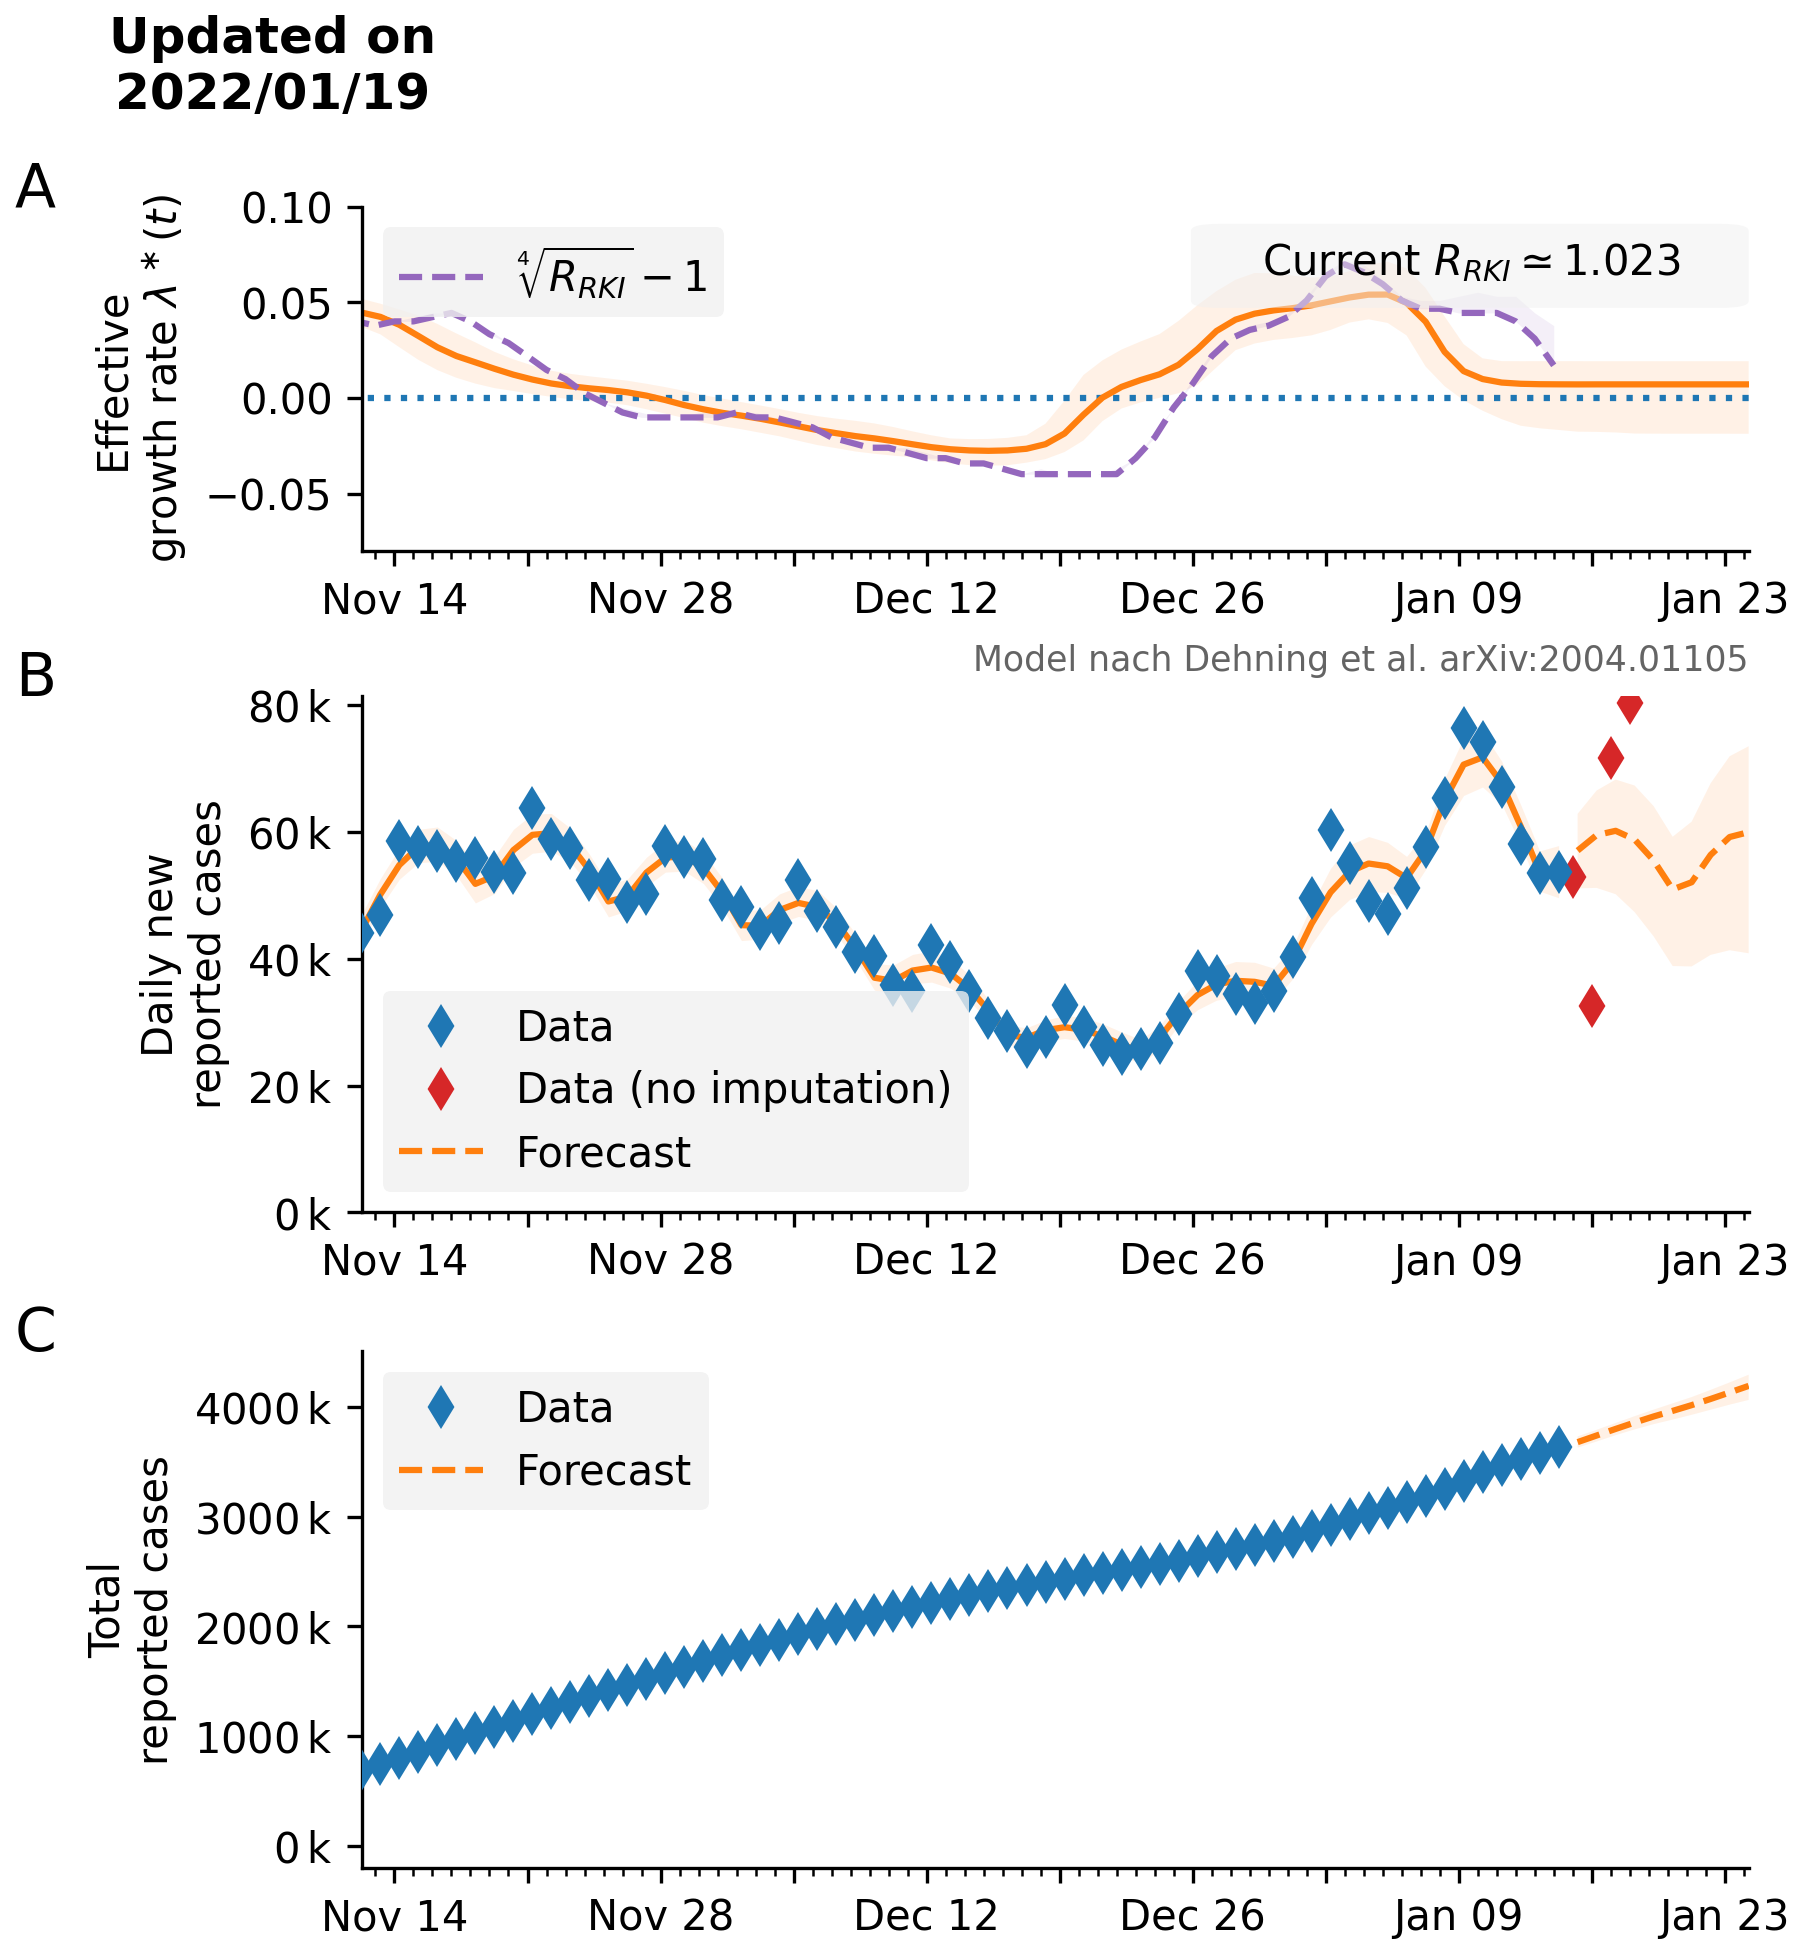 Updated on
2022/01/19
A
Effective
growth rate λ * (t)
0.10
0.05
0.00
−0.05
∜R_RKI − 1
Current R_RKI ≃ 1.023
Nov 14 Nov 28 Dec 12 Dec 26 Jan 09 Jan 23
Model nach Dehning et al. arXiv:2004.01105
B
Daily new
reported cases
80 k
60 k
40 k
20 k
0 k
Data
Data (no imputation)
Forecast
Nov 14 Nov 28 Dec 12 Dec 26 Jan 09 Jan 23
C
Total
reported cases
4000 k
3000 k
2000 k
1000 k
0 k
Data
Forecast
Nov 14 Nov 28 Dec 12 Dec 26 Jan 09 Jan 23